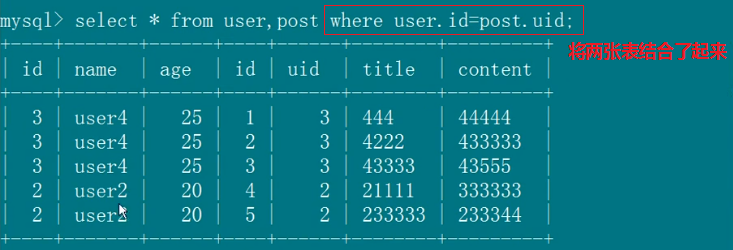 mysql> select * from user,post where user.id=post.uid;
将两张表结合了起来
+----+-------+-----+----+-----+--------+---------+
| id | name | age | id | uid | title | content |
+----+-------+-----+----+-----+--------+---------+
| 3 | user4 | 25 | 1 | 3 | 444 | 44444 |
| 3 | user4 | 25 | 2 | 3 | 4222 | 433333 |
| 3 | user4 | 25 | 3 | 3 | 43333 | 43555 |
| 2 | user2 | 20 | 4 | 2 | 21111 | 333333 |
| 2 | user2 | 20 | 5 | 2 | 233333 | 233344 |
+----+-------+-----+----+-----+--------+---------+